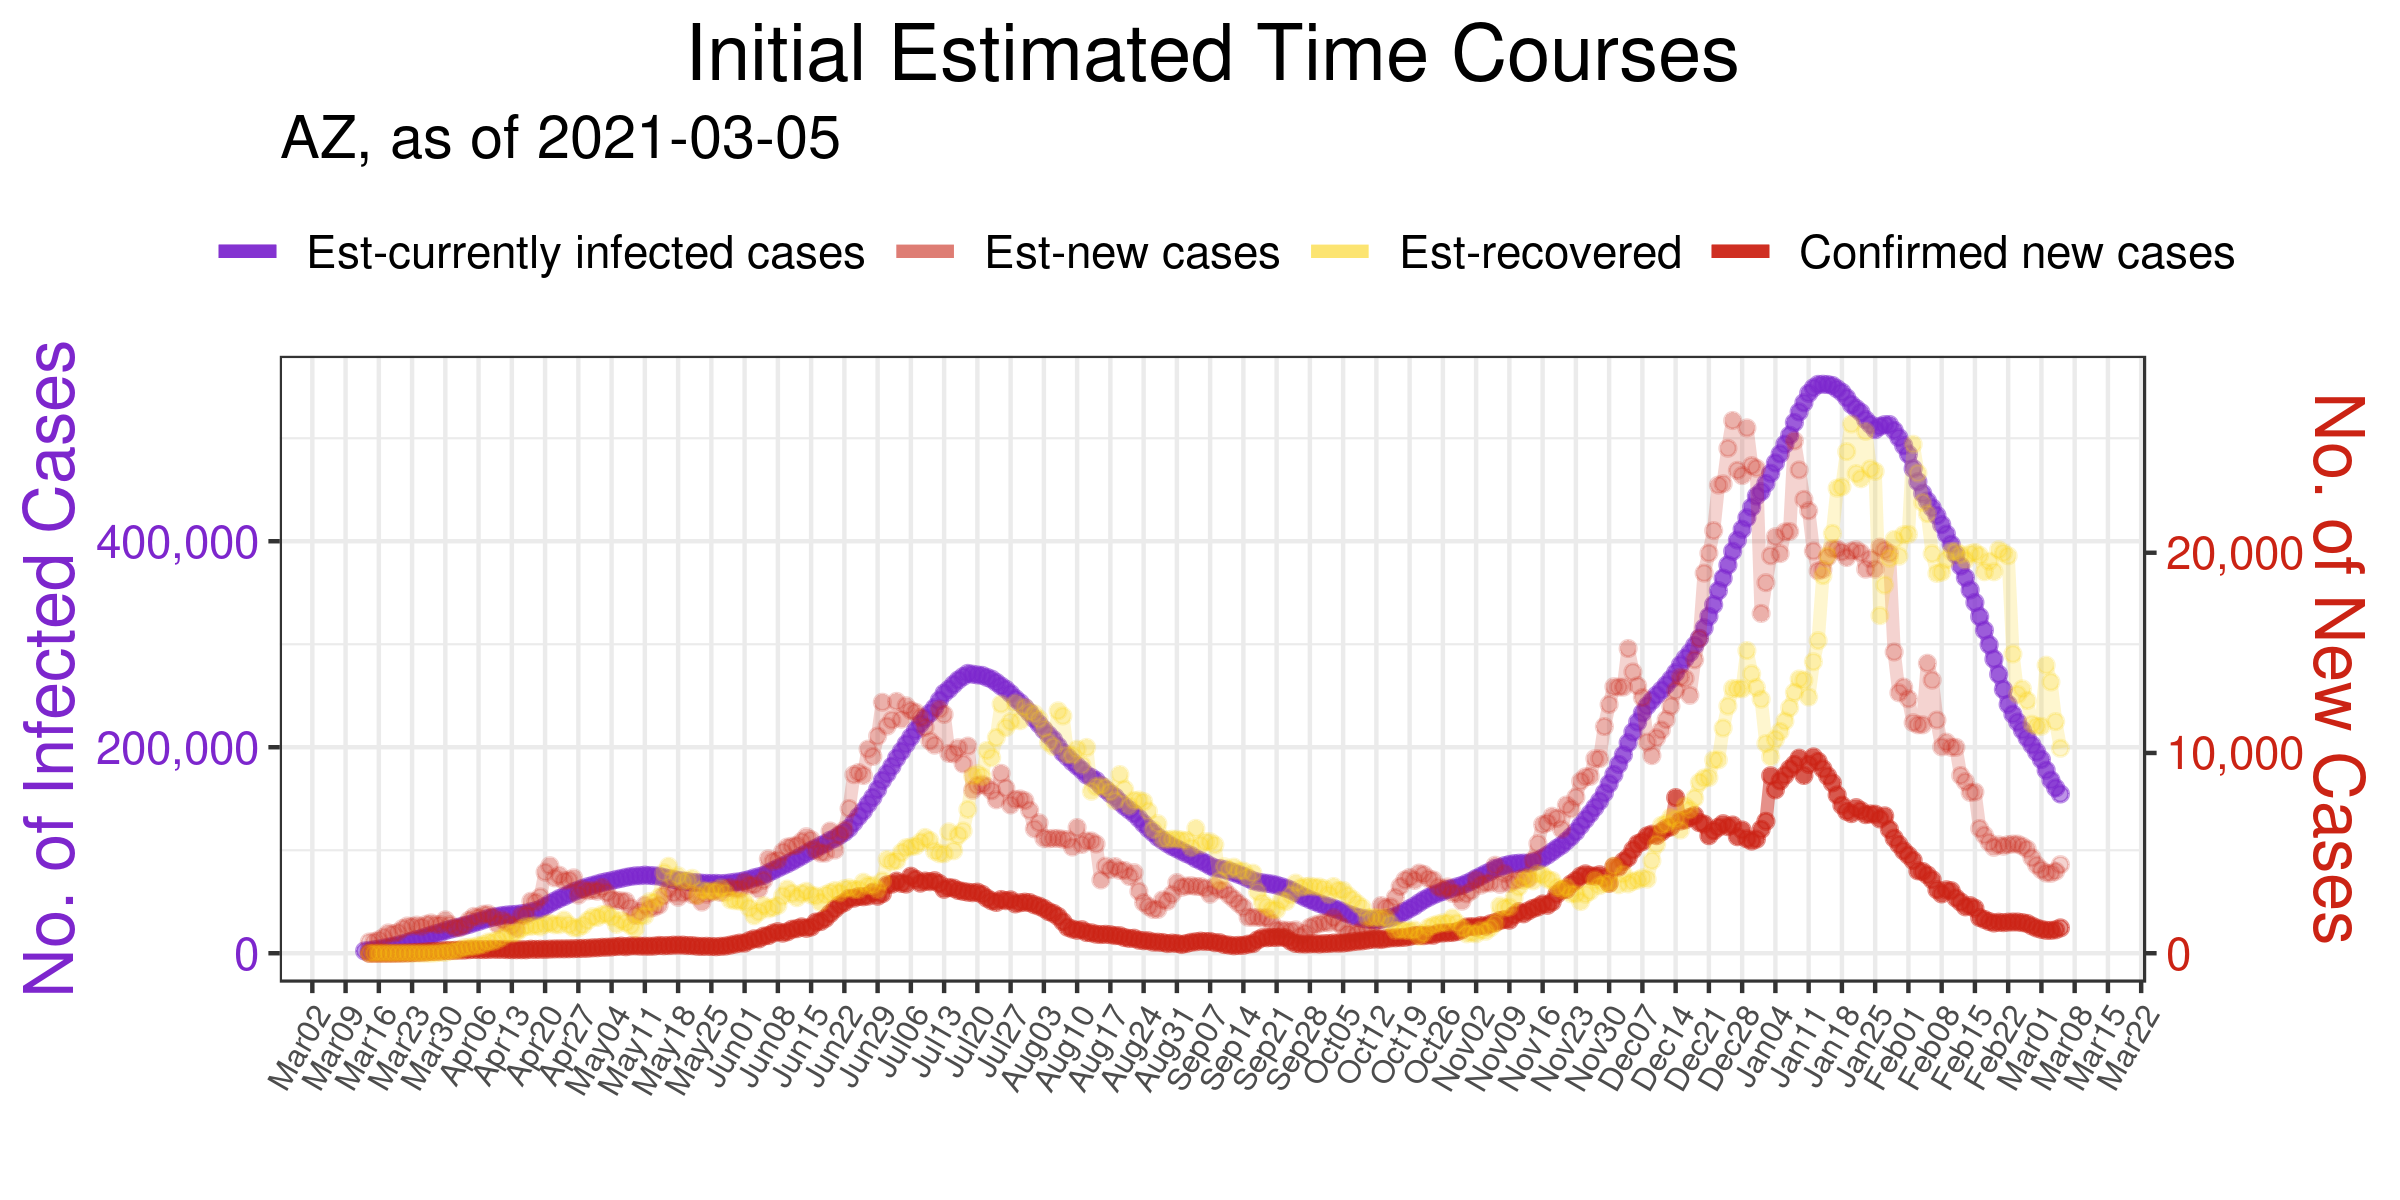 Initial Estimated Time Courses
AZ, as of 2021-03-05
Est-currently infected cases Est-new cases Est-recovered Confirmed new cases
No. of Infected Cases
400,000
200,000
0
20,000
10,000
0
No. of New Cases
Mar02 Mar09 Mar16 Mar23 Mar30 Apr06 Apr13 Apr20 Apr27 May04 May11 May18 May25 Jun01 Jun08 Jun15 Jun22 Jun29 Jul06 Jul13 Jul20 Jul27 Aug03 Aug10 Aug17 Aug24 Aug31 Sep07 Sep14 Sep21 Sep28 Oct05 Oct12 Oct19 Oct26 Nov02 Nov09 Nov16 Nov23 Nov30 Dec07 Dec14 Dec21 Dec28 Dec04 Jan11 Jan18 Jan25 Feb01 Feb08 Feb15 Feb22 Mar01 Mar08 Mar15 Mar22